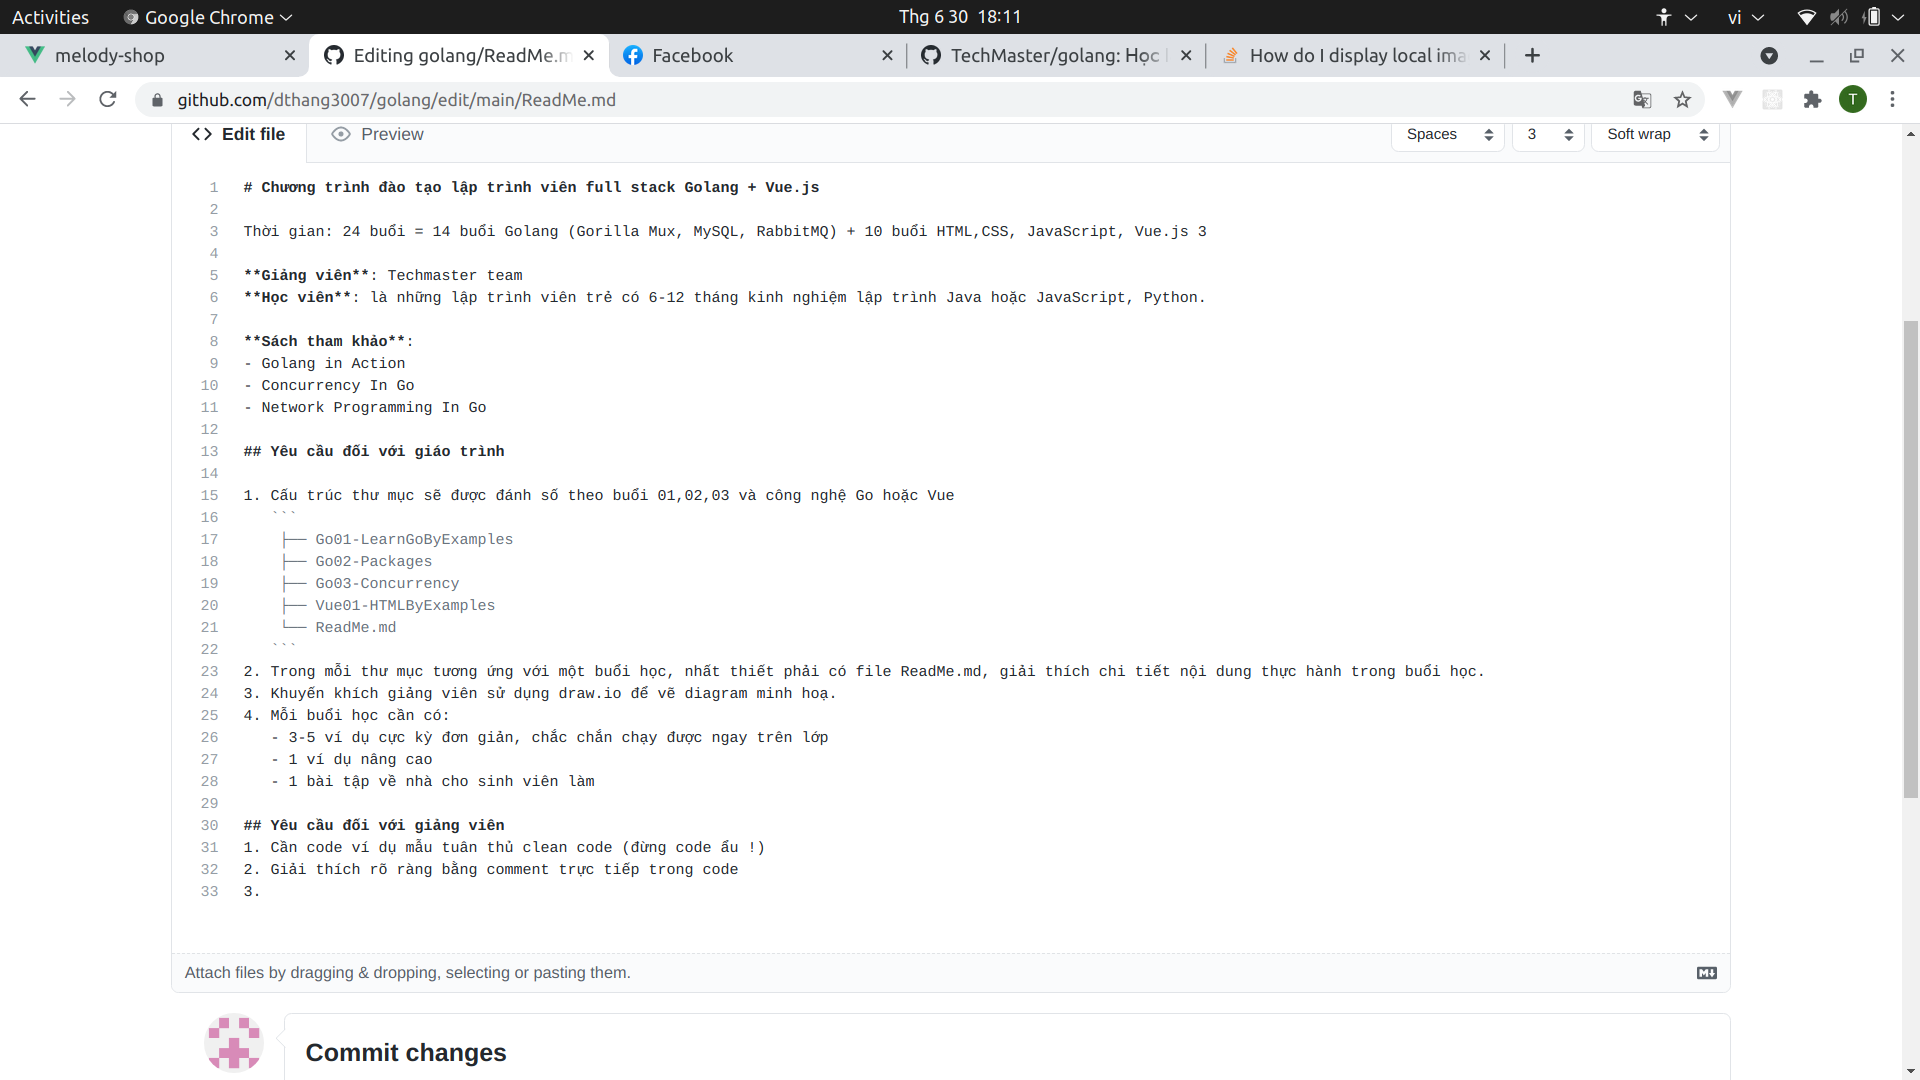 Activities Google Chrome Thg 6 30 18:11 vi
melody-shop Editing golang/ReadMe.m Facebook TechMaster/golang: Học How do I display local ima
github.com/dthang3007/golang/edit/main/ReadMe.md T
Edit file Preview Spaces 3 Soft wrap
1 # Chương trình đào tạo lập trình viên full stack Golang + Vue.js
2
3 Thời gian: 24 buổi = 14 buổi Golang (Gorilla Mux, MySQL, RabbitMQ) + 10 buổi HTML,CSS, JavaScript, Vue.js 3
4
5 **Giảng viên**: Techmaster team
6 **Học viên**: là những lập trình viên trẻ có 6-12 tháng kinh nghiệm lập trình Java hoặc JavaScript, Python.
7
8 **Sách tham khảo**:
9 - Golang in Action
10 - Concurrency In Go
11 - Network Programming In Go
12
13 ## Yêu cầu đối với giáo trình
14
15 1. Cấu trúc thư mục sẽ được đánh số theo buổi 01,02,03 và công nghệ Go hoặc Vue
16 ```
17 ├── Go01-LearnGoByExamples
18 ├── Go02-Packages
19 ├── Go03-Concurrency
20 ├── Vue01-HTMLByExamples
21 └── ReadMe.md
22 ```
23 2. Trong mỗi thư mục tương ứng với một buổi học, nhất thiết phải có file ReadMe.md, giải thích chi tiết nội dung thực hành trong buổi học.
24 3. Khuyến khích giảng viên sử dụng draw.io để vẽ diagram minh hoạ.
25 4. Mỗi buổi học cần có:
26 - 3-5 ví dụ cực kỳ đơn giản, chắc chắn chạy được ngay trên lớp
27 - 1 ví dụ nâng cao
28 - 1 bài tập về nhà cho sinh viên làm
29
30 ## Yêu cầu đối với giảng viên
31 1. Cần code ví dụ mẫu tuân thủ clean code (đừng code ẩu !)
32 2. Giải thích rõ ràng bằng comment trực tiếp trong code
33 3.
Attach files by dragging & dropping, selecting or pasting them.
Commit changes